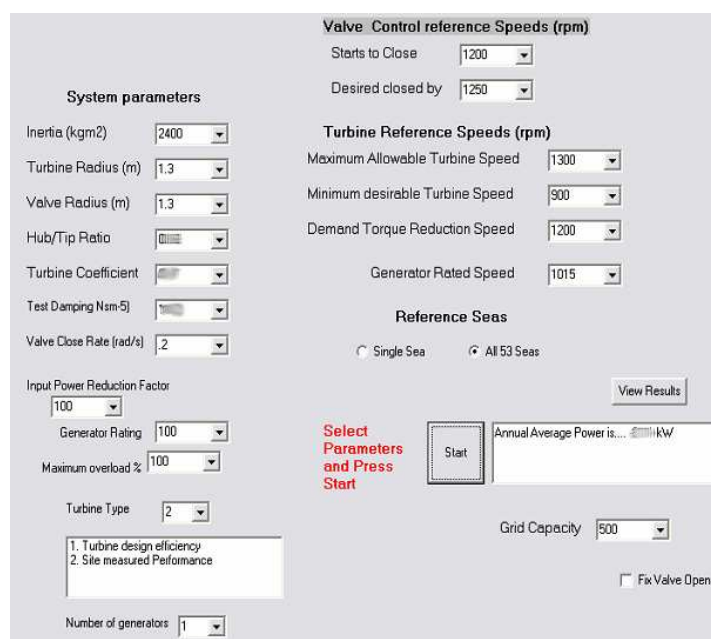 Valve Control reference Speeds (rpm)
Starts to Close 1200
Desired closed by 1250
System parameters
Inertia (kgm2) 2400
Turbine Radius (m) 1.3
Valve Radius (m) 1.3
Hub/Tip Ratio
Turbine Coefficient
Test Damping Nsm-5)
Valve Close Rate (rad/s) .2
Turbine Reference Speeds (rpm)
Maximum Allowable Turbine Speed 1300
Minimum desirable Turbine Speed 900
Demand Torque Reduction Speed 1200
Generator Rated Speed 1015
Reference Seas
Single Sea All 53 Seas
Input Power Reduction Factor
100
Generator Rating 100
Maximum overload % 100
Turbine Type 2
1. Turbine design efficiency
2. Site measured Performance
Number of generators 1
View Results
Select
Parameters
and Press
Start
Start
Annual Average Power is.... kW
Grid Capacity 500
Fix Valve Open